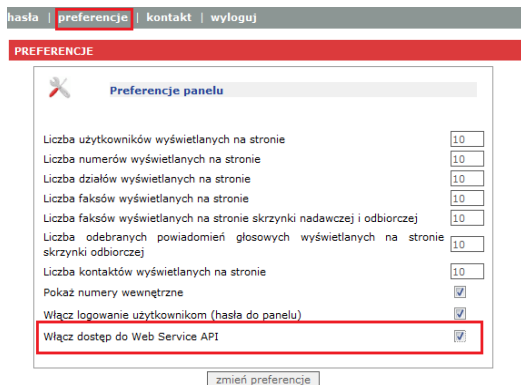 hasła | preferencje | kontakt | wyloguj
PREFERENCJE
Preferencje panelu
Liczba użytkowników wyświetlanych na stronie 10
Liczba numerów wyświetlanych na stronie 10
Liczba działów wyświetlanych na stronie 10
Liczba faksów wyświetlanych na stronie 10
Liczba faksów wyświetlanych na stronie skrzynki nadawczej i odbiorczej 10
Liczba odebranych powiadomień głosowych wyświetlanych na stronie
skrzynki odbiorczej 10
Liczba kontaktów wyświetlanych na stronie 10
Pokaż numery wewnętrzne
Włącz logowanie użytkownikom (hasła do panelu)
Włącz dostęp do Web Service API
zmień preferencje